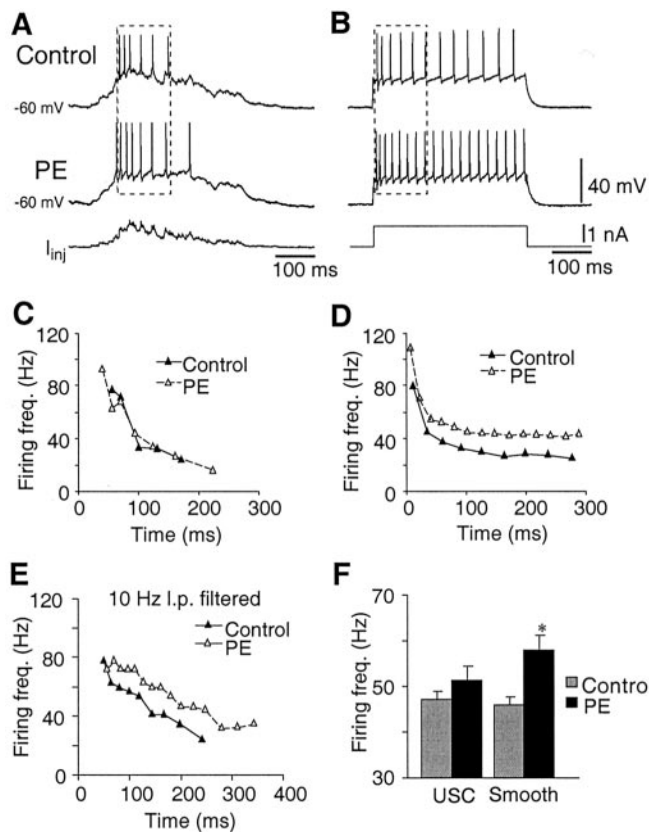 A
B
Control
-60 mV
PE
-60 mV
40 mV
I inj
1 nA
100 ms
100 ms
C
D
Firing freq. (Hz)
120
80
40
0
Control
PE
0 100 200 300
Time (ms)
Firing freq. (Hz)
120
80
40
0
Control
PE
0 100 200 300
Time (ms)
E
10 Hz l.p. filtered
Firing freq. (Hz)
120
80
40
0
Control
PE
0 100 200 300 400
Time (ms)
F
Firing freq. (Hz)
70
50
30
*
Contro
PE
USC Smooth